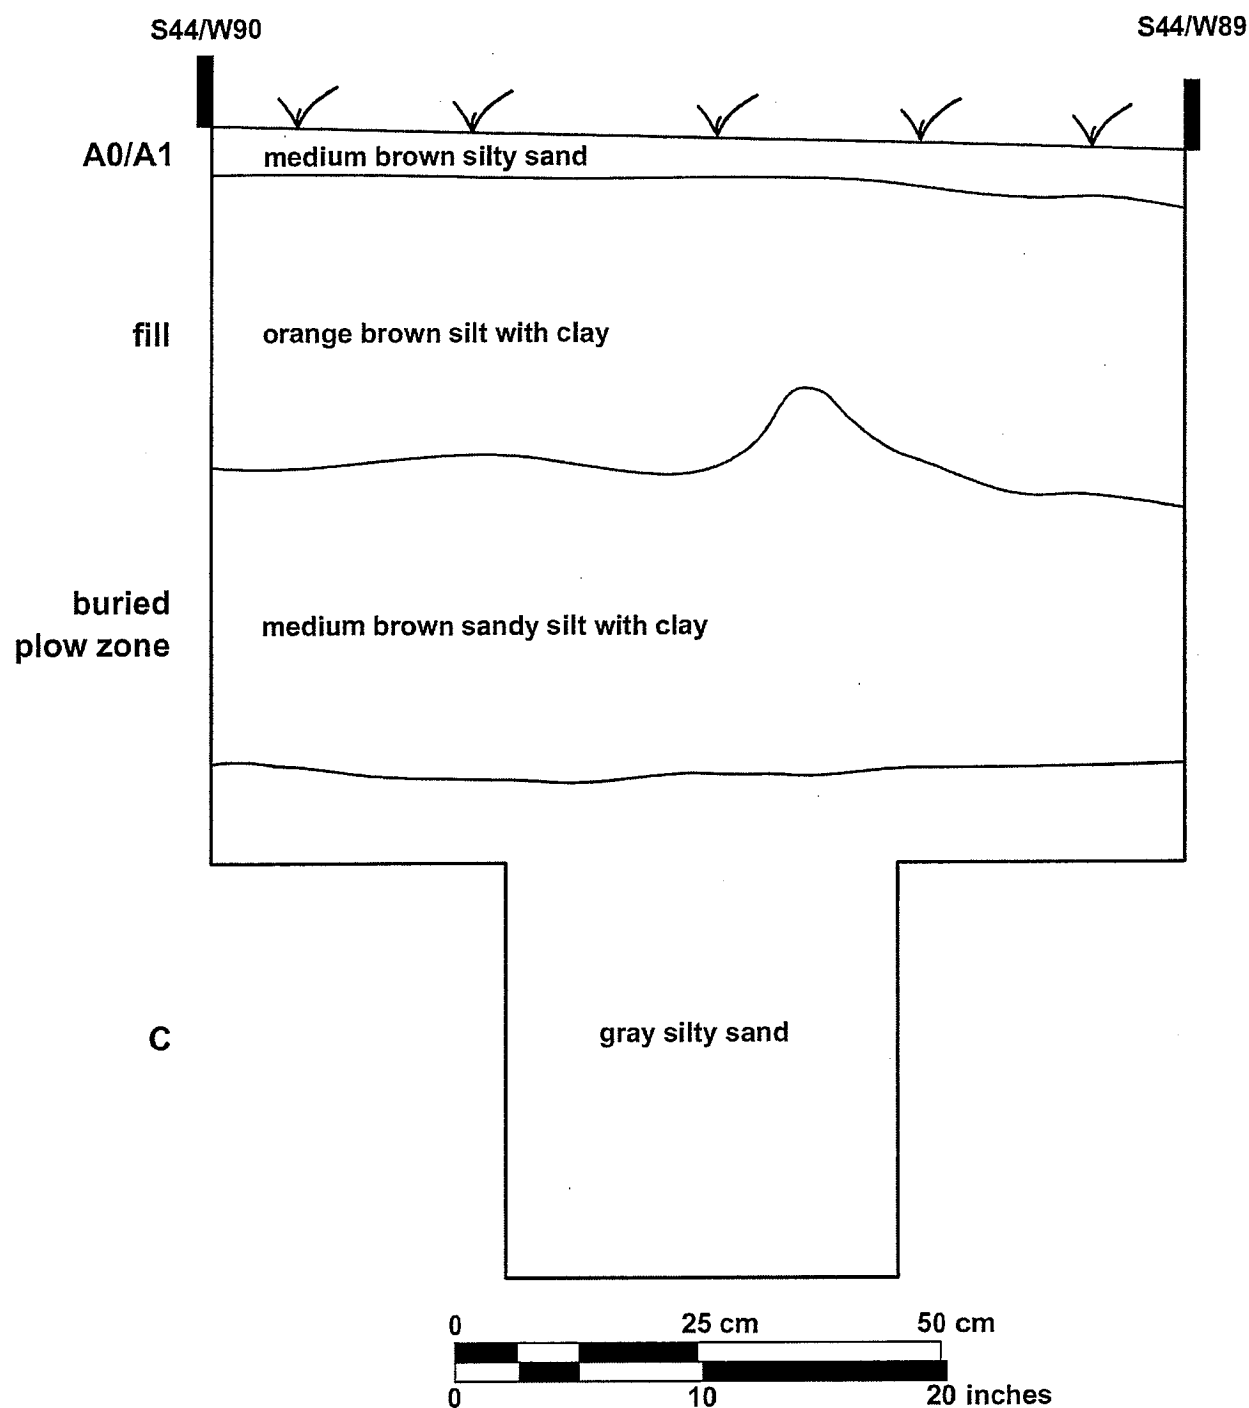 S44/W90
S44/W89
A0/A1
medium brown silty sand
fill
orange brown silt with clay
buried
plow zone
medium brown sandy silt with clay
C
gray silty sand
0
25 cm
50 cm
0
10
20 inches